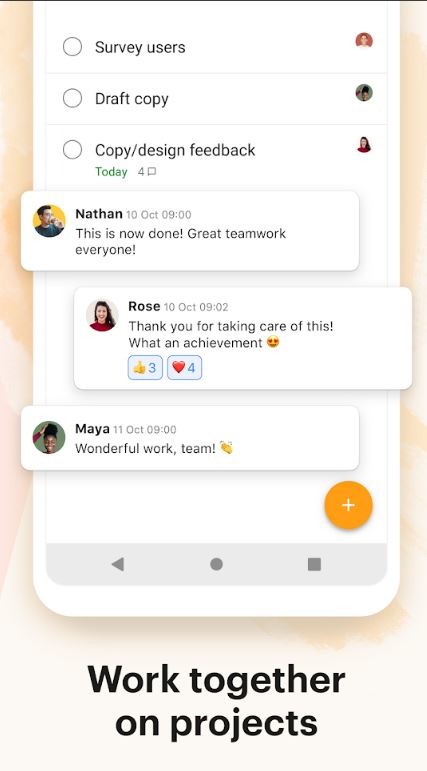 Survey users
Draft copy
Copy/design feedback
Today 4
Nathan 10 Oct 09:00
This is now done! Great teamwork
everyone!
Rose 10 Oct 09:02
Thank you for taking care of this!
What an achievement 😍
👍3 ❤️4
Maya 11 Oct 09:00
Wonderful work, team! 👏
+
Work together
on projects